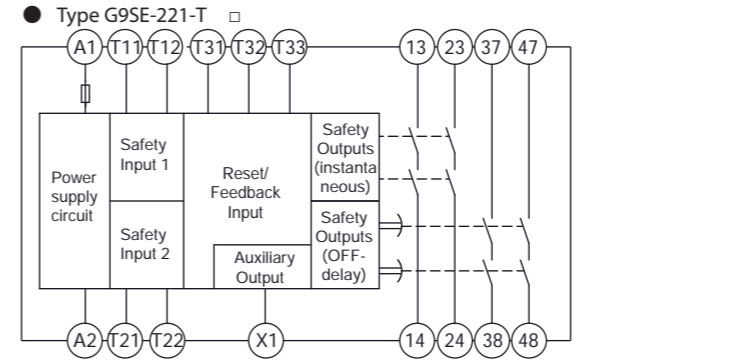 ● Type G9SE-221-T □
A1 T11 T12 T31 T32 T33 13 23 37 47
Power
supply
circuit
Safety
Input 1
Safety
Input 2
Reset/
Feedback
Input
Auxiliary
Output
Safety
Outputs
(instanta
neous)
Safety
Outputs
(OFF-
delay)
A2 T21 T22 X1 14 24 38 48